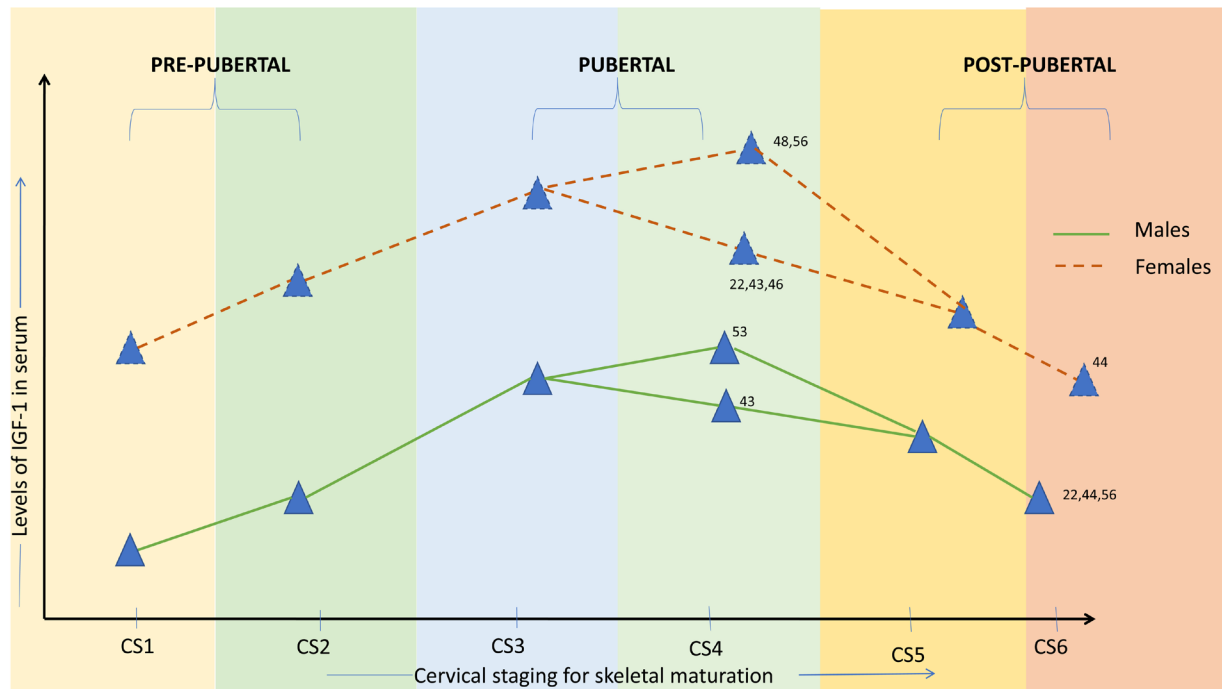 PRE-PUBERTAL
PUBERTAL
POST-PUBERTAL
48,56
22,43,46
53
43
44
22,44,56
Males
Females
Levels of IGF-1 in serum
CS1
CS2
CS3
CS4
CS5
CS6
Cervical staging for skeletal maturation